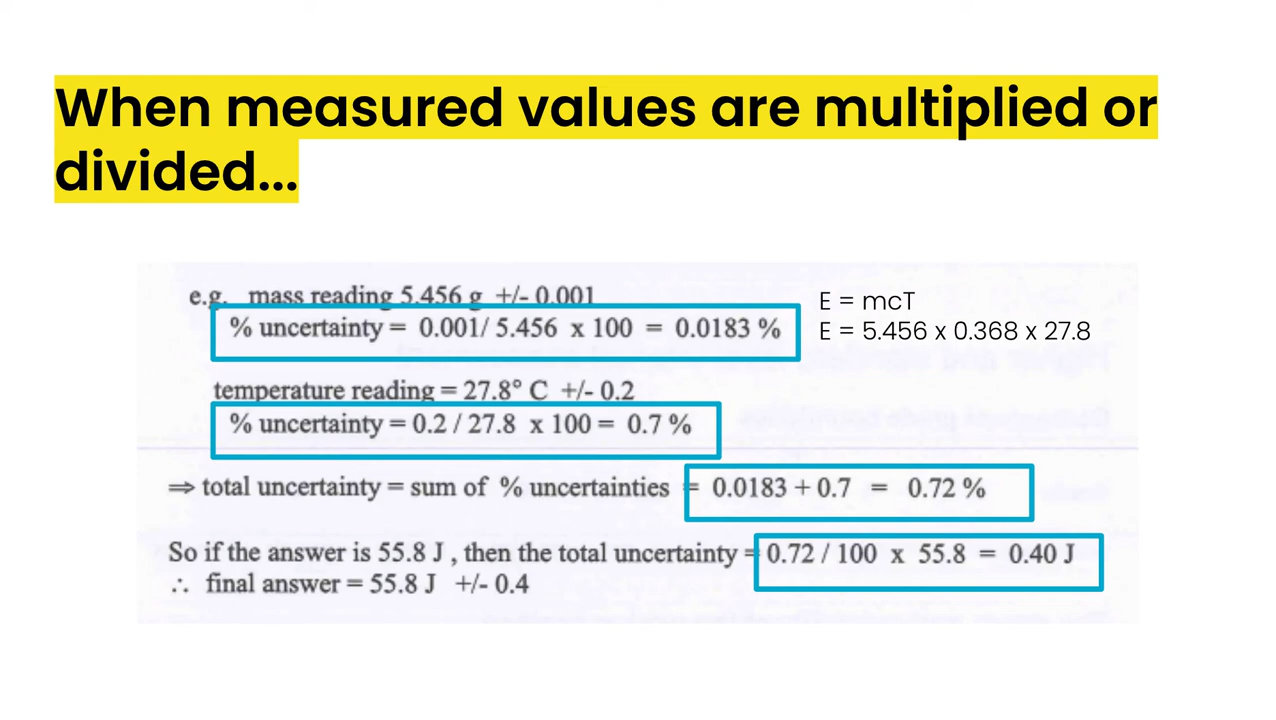 When measured values are multiplied or
divided...
e.g. mass reading 5.456 g +/- 0.001
% uncertainty = 0.001/ 5.456 x 100 = 0.0183 %
E = mcT
E = 5.456 x 0.368 x 27.8
temperature reading = 27.8° C +/- 0.2
% uncertainty = 0.2 / 27.8 x 100 = 0.7 %
⇒ total uncertainty = sum of % uncertainties = 0.0183 + 0.7 = 0.72 %
So if the answer is 55.8 J , then the total uncertainty = 0.72 / 100 x 55.8 = 0.40 J
∴ final answer = 55.8 J +/- 0.4